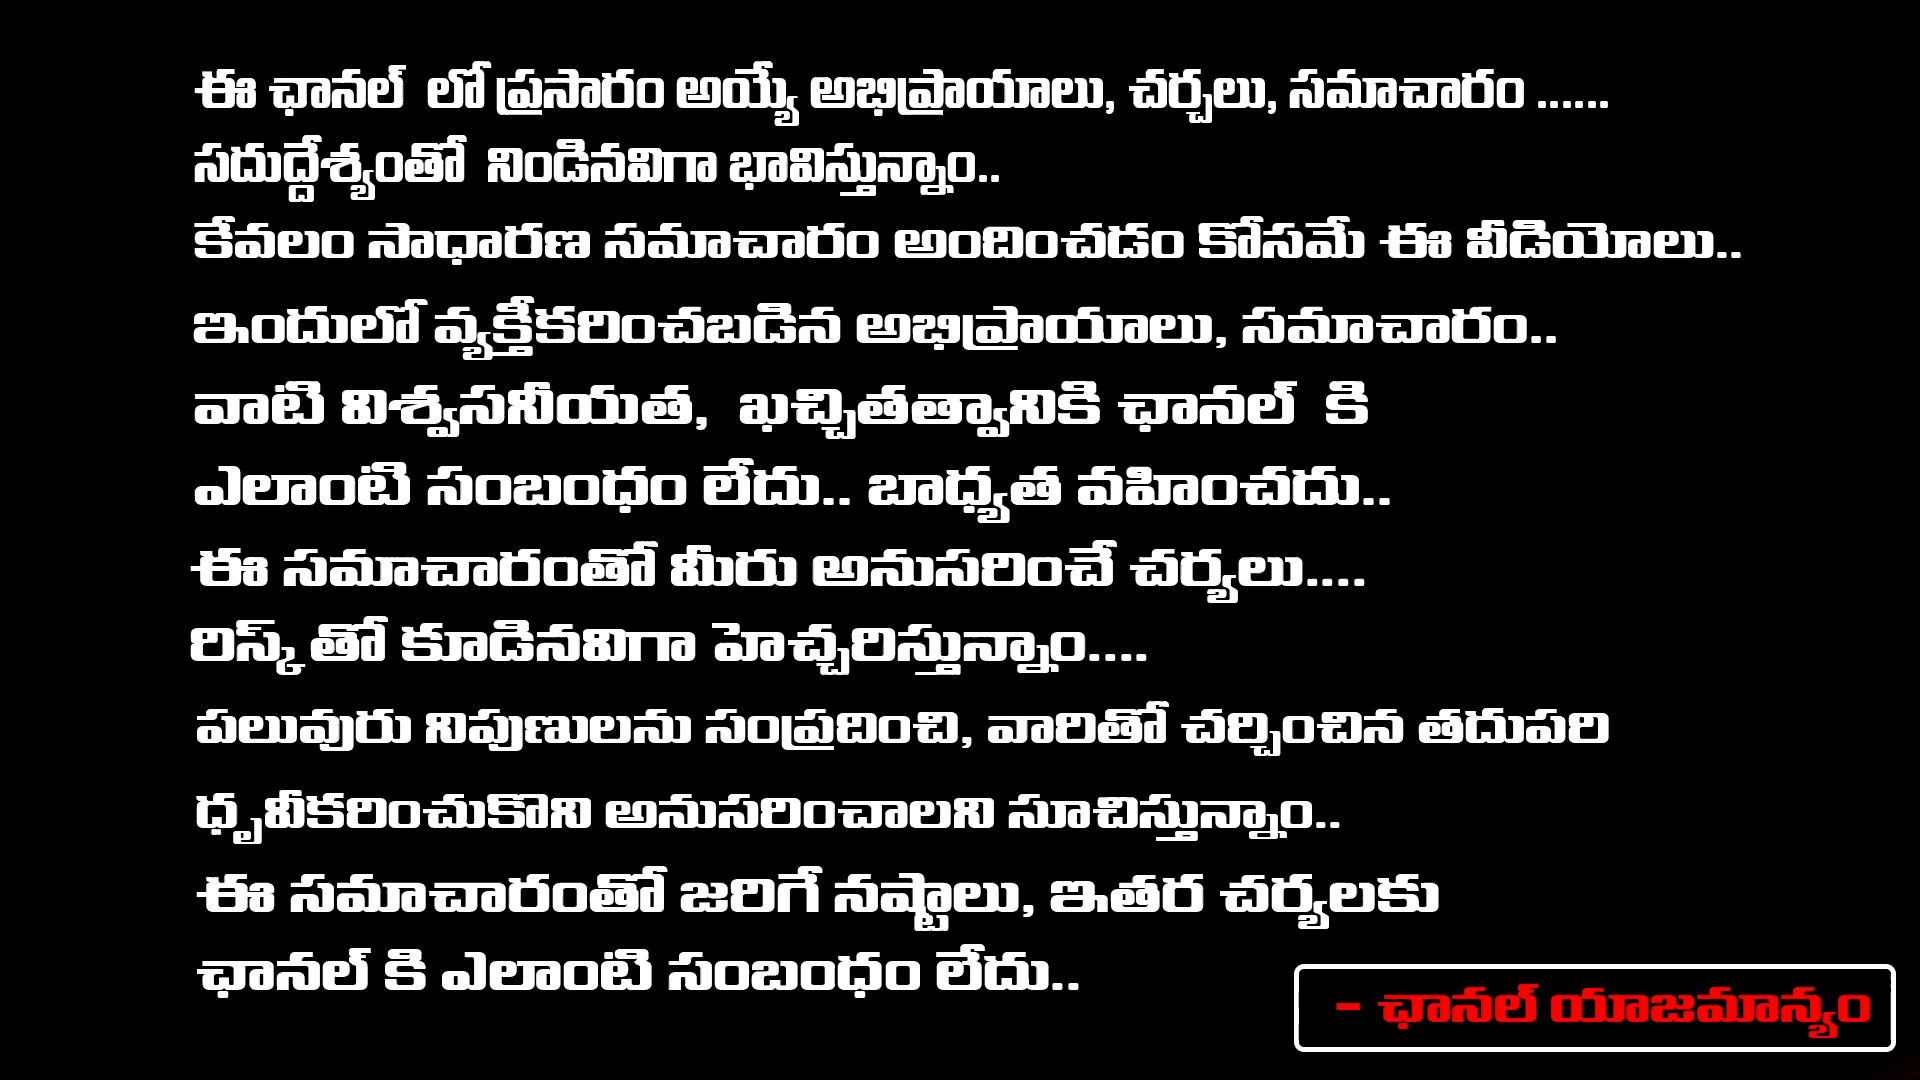 ఈ ఛానల్ లో ప్రసారం అయ్యే అభిప్రాయాలు, చర్చలు, సమాచారం ......
సదుద్దేశ్యంతో నిండినవిగా భావిస్తున్నాం..
కేవలం సాధారణ సమాచారం అందించడం కోసమే ఈ వీడియోలు..
ఇందులో వ్యక్తీకరించబడిన అభిప్రాయాలు, సమాచారం..
వాటి విశ్వసనీయత, ఖచ్చితత్వానికి ఛానల్ కి
ఎలాంటి సంబంధం లేదు.. బాధ్యత వహించదు..
ఈ సమాచారంతో మీరు అనుసరించే చర్యలు....
రిస్క్ తో కూడినవిగా హెచ్చరిస్తున్నాం....
పలువురు నిపుణులను సంప్రదించి, వారితో చర్చించిన తదుపరి
ధృవీకరించుకొని అనుసరించాలని సూచిస్తున్నాం..
ఈ సమాచారంతో జరిగే నష్టాలు, ఇతర చర్యలకు
ఛానల్ కి ఎలాంటి సంబంధం లేదు..
- ఛానల్ యాజమాన్యం